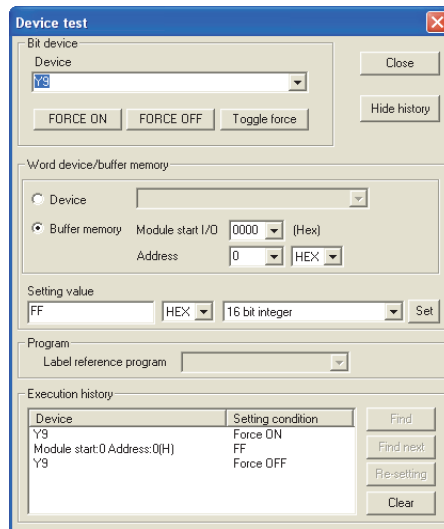 Device test
Bit device
Device
Y9
Close
FORCE ON FORCE OFF Toggle force
Hide history
Word device/buffer memory
Device
Buffer memory Module start I/O 0000 (Hex)
Address 0 HEX
Setting value
FF HEX 16 bit integer Set
Program
Label reference program
Execution history
Device Setting condition
Y9 Force ON
Module start:0 Address:0(H) FF
Y9 Force OFF
Find
Find next
Re-setting
Clear